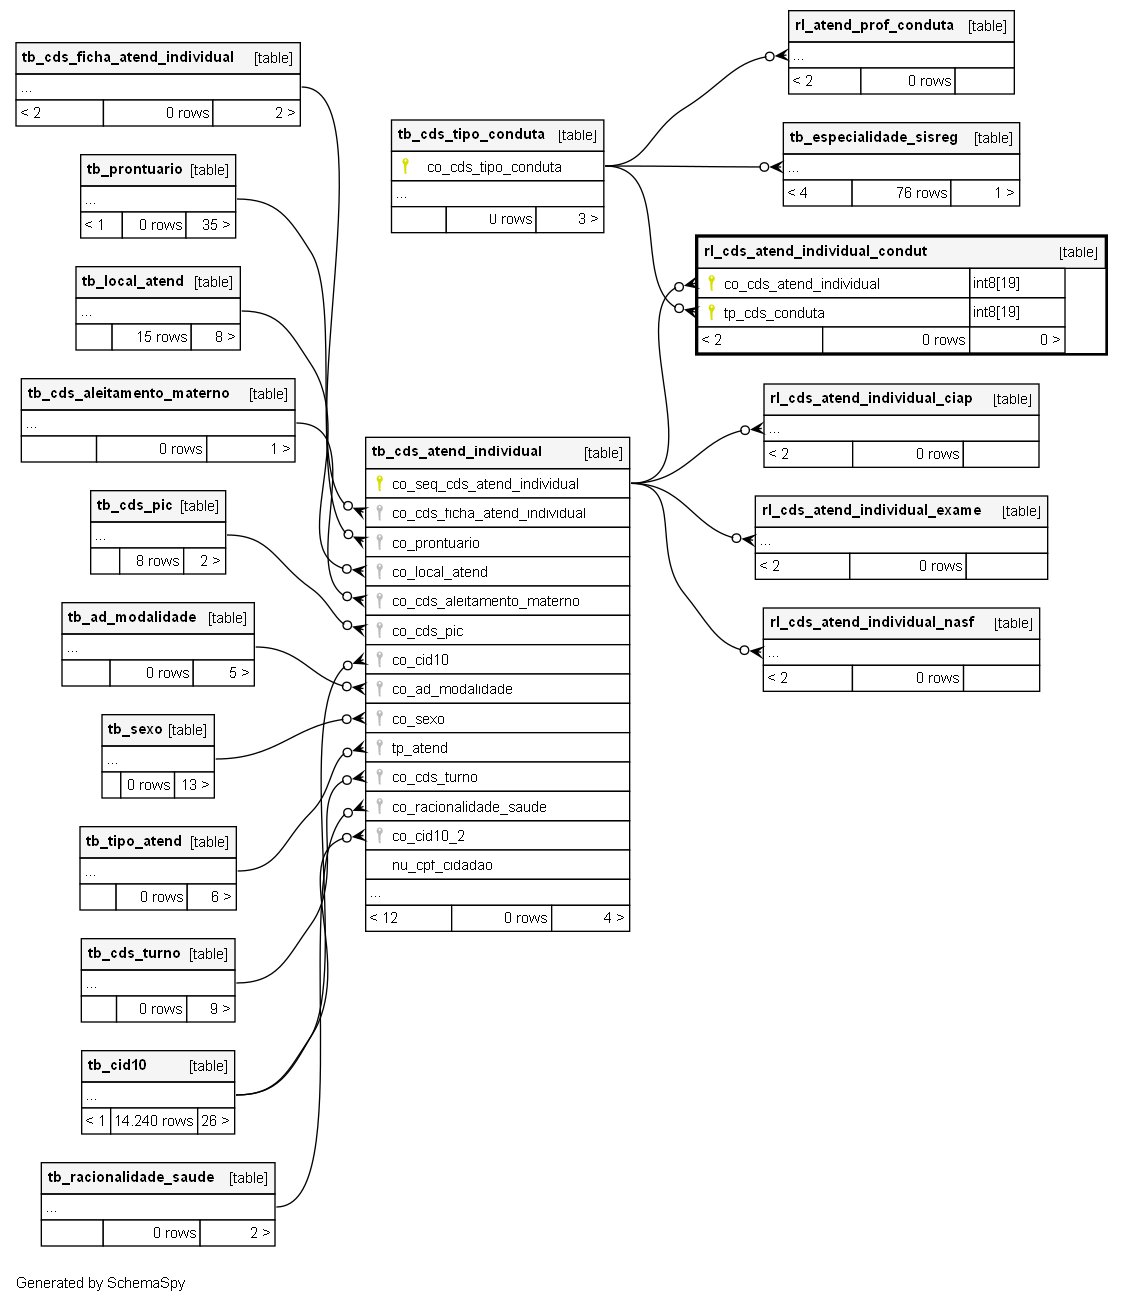 tb_cds_ficha_atend_individual [table]
...
< 2 0 rows 2 >
tb_prontuario [table]
...
< 1 0 rows 35 >
tb_local_atend [table]
...
15 rows 8 >
tb_cds_aleitamento_materno [table]
...
0 rows 1 >
tb_cds_pic [table]
...
8 rows 2 >
tb_ad_modalidade [table]
...
0 rows 5 >
tb_sexo [table]
...
0 rows 13 >
tb_tipo_atend [table]
...
0 rows 6 >
tb_cds_turno [table]
...
0 rows 9 >
tb_cid10 [table]
...
< 1 14.240 rows 26 >
tb_racionalidade_saude [table]
...
0 rows 2 >
tb_cds_tipo_conduta [table]
co_cds_tipo_conduta
...
0 rows 3 >
tb_cds_atend_individual [table]
co_seq_cds_atend_individual
co_cds_ficha_atend_individual
co_prontuario
co_local_atend
co_cds_aleitamento_materno
co_cds_pic
co_cid10
co_ad_modalidade
co_sexo
tp_atend
co_cds_turno
co_racionalidade_saude
co_cid10_2
nu_cpf_cidadao
...
< 12 0 rows 4 >
rl_atend_prof_conduta [table]
...
< 2 0 rows
tb_especialidade_sisreg [table]
...
< 4 76 rows 1 >
rl_cds_atend_individual_condut [table]
co_cds_atend_individual int8[19]
tp_cds_conduta int8[19]
< 2 0 rows 0 >
rl_cds_atend_individual_ciap [table]
...
< 2 0 rows
rl_cds_atend_individual_exame [table]
...
< 2 0 rows
rl_cds_atend_individual_nasf [table]
...
< 2 0 rows
Generated by SchemaSpy